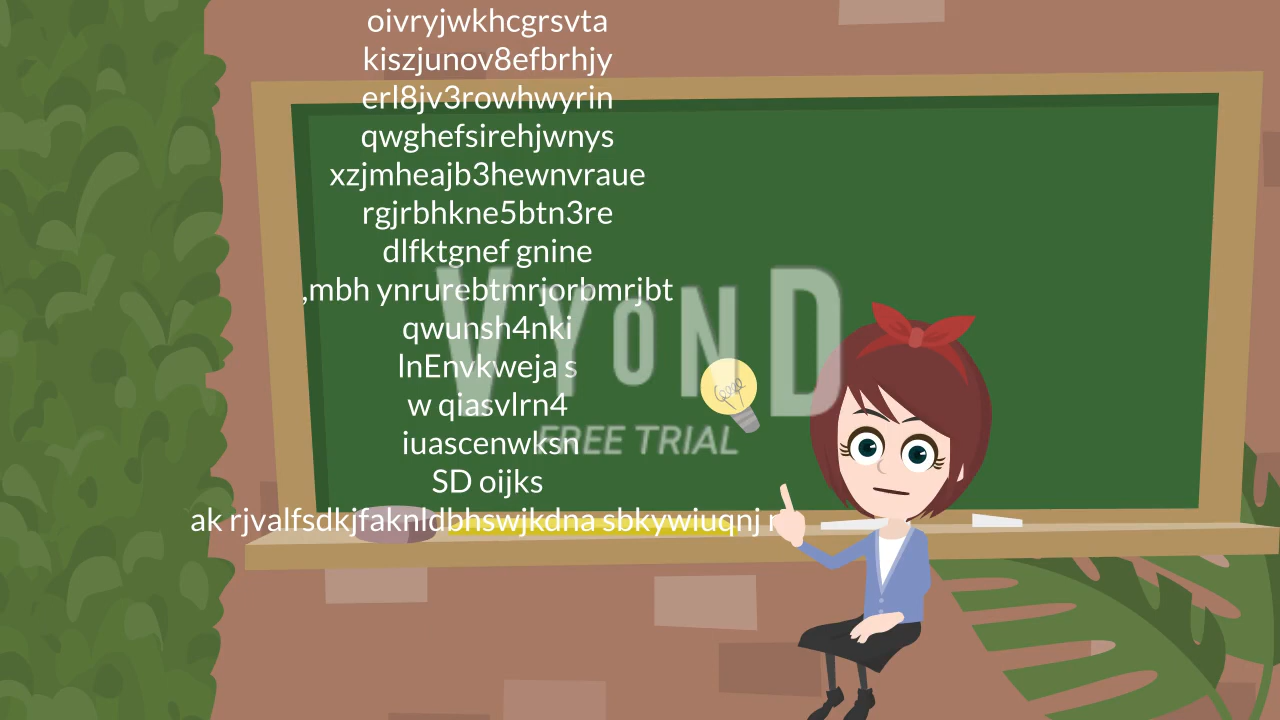 oivryjwkhcgrsvta
kiszjunov8efbrhjy
erl8jv3rowhwyrin
qwghefsirehjwnys
xzjmheajb3hewnvraue
rgjrbhkne5btn3re
dlfktgnef gnine
,mbh ynrurebtmrjorbmrjbt
qwunsh4nki
lnEnvkweja s
w qiasvlrn4
iuascenwksn
SD oijks
ak rjvalfsdkjfaknldbhswjkdna sbkywiuqnj
VYOND
FREE TRIAL